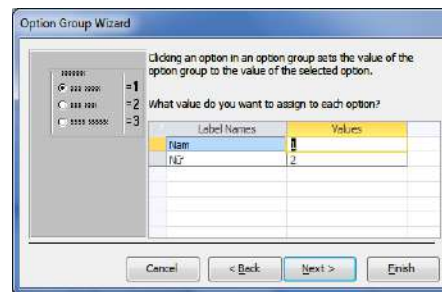 Option Group Wizard
Clicking an option in an option group sets the value of the
option group to the value of the selected option.
=1
=2
=3
What value do you want to assign to each option?
Label Names Values
Nam 1
Nữ 2
Cancel < Back Next > Finish